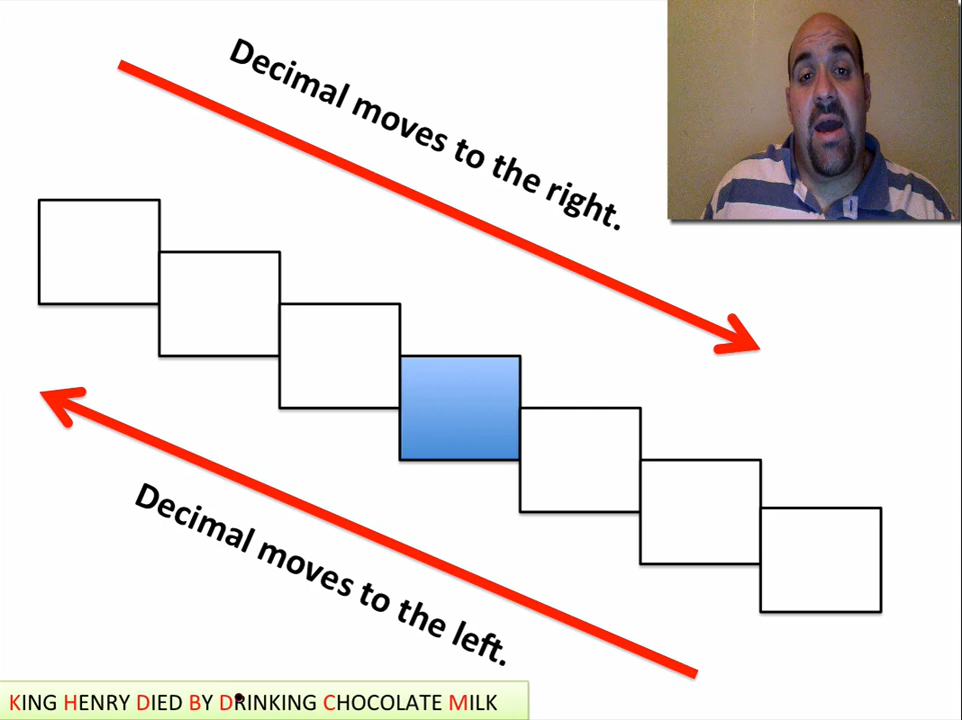 Decimal moves to the right.
Decimal moves to the left.
KING HENRY DIED BY DRINKING CHOCOLATE MILK